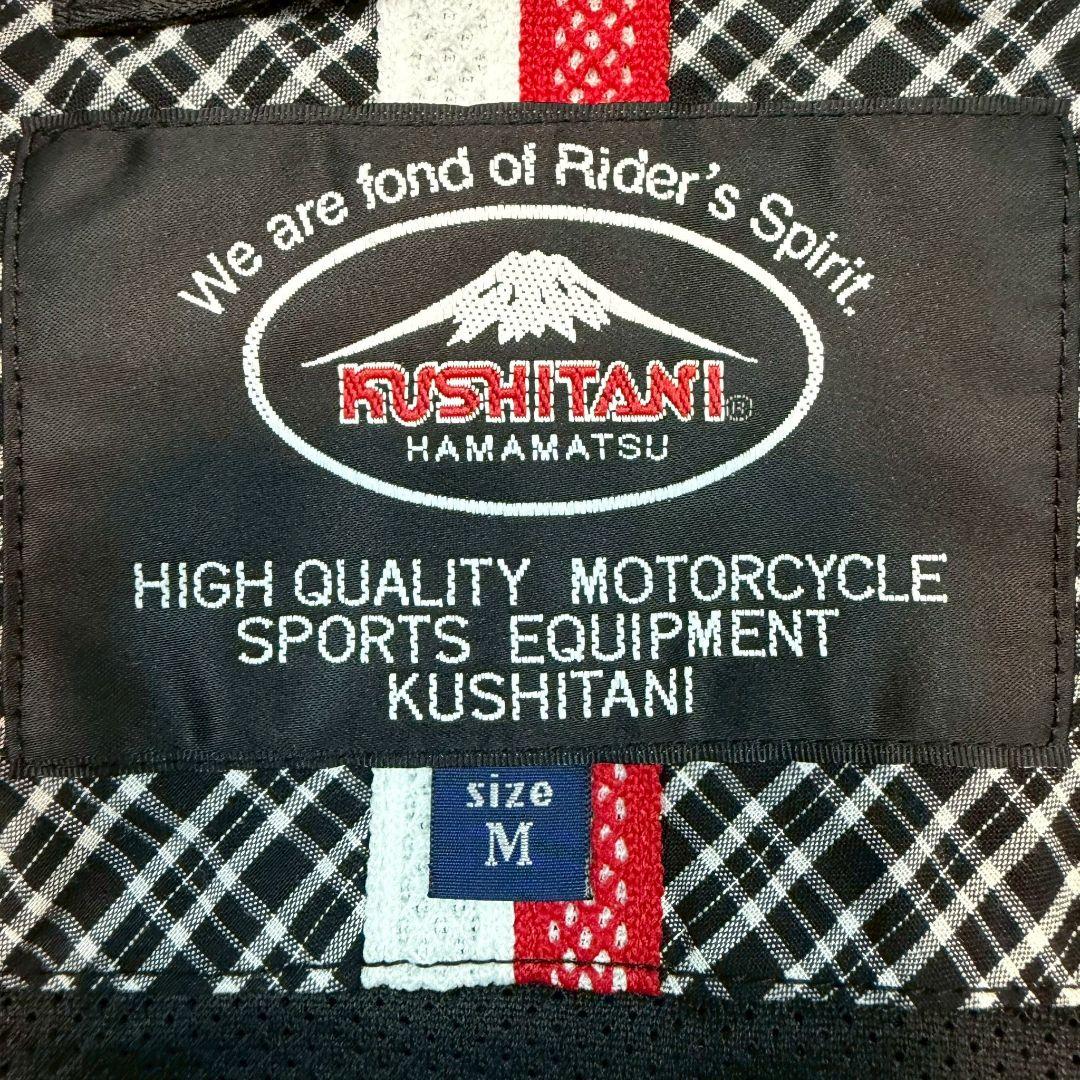 We are fond of Rider's Spirit.
KUSHITANI®
HAMAMATSU
HIGH QUALITY MOTORCYCLE
SPORTS EQUIPMENT
KUSHITANI
size
M